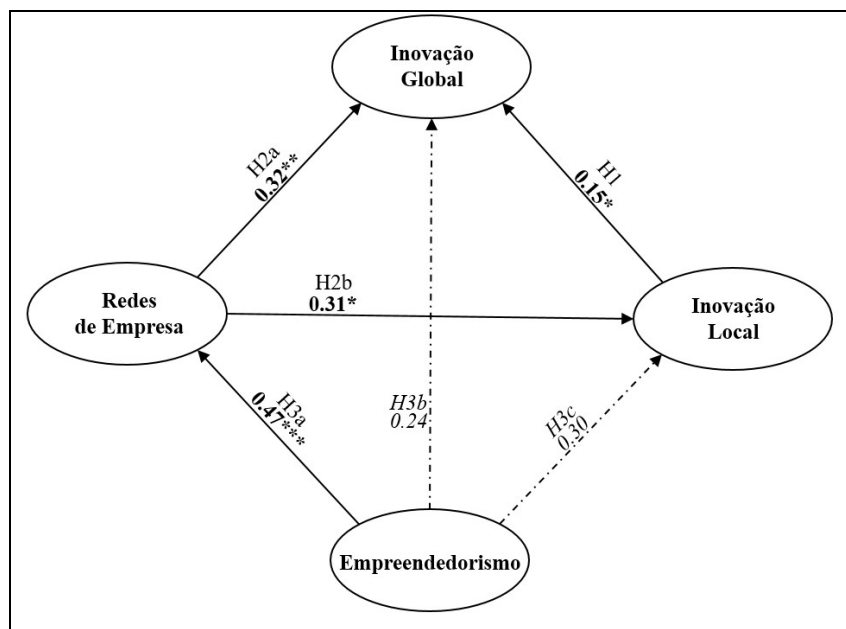 Inovação
Global
H2a
0.32**
H1
0.15*
Redes
de Empresa
H2b
0.31*
Inovação
Local
H3a
0.47***
H3b
0.24
H3c
0.30
Empreendedorismo